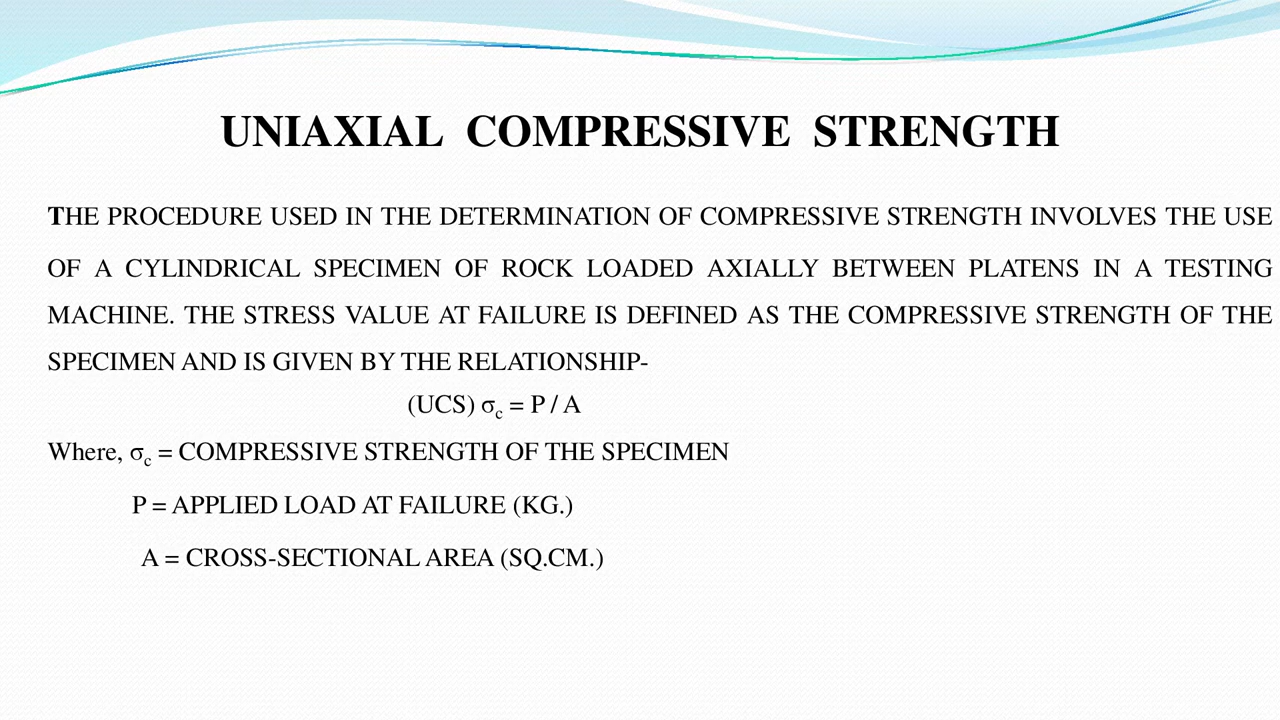 UNIAXIAL COMPRESSIVE STRENGTH
THE PROCEDURE USED IN THE DETERMINATION OF COMPRESSIVE STRENGTH INVOLVES THE USE
OF A CYLINDRICAL SPECIMEN OF ROCK LOADED AXIALLY BETWEEN PLATENS IN A TESTING
MACHINE. THE STRESS VALUE AT FAILURE IS DEFINED AS THE COMPRESSIVE STRENGTH OF THE
SPECIMEN AND IS GIVEN BY THE RELATIONSHIP-
(UCS) σc = P / A
Where, σc = COMPRESSIVE STRENGTH OF THE SPECIMEN
P = APPLIED LOAD AT FAILURE (KG.)
A = CROSS-SECTIONAL AREA (SQ.CM.)